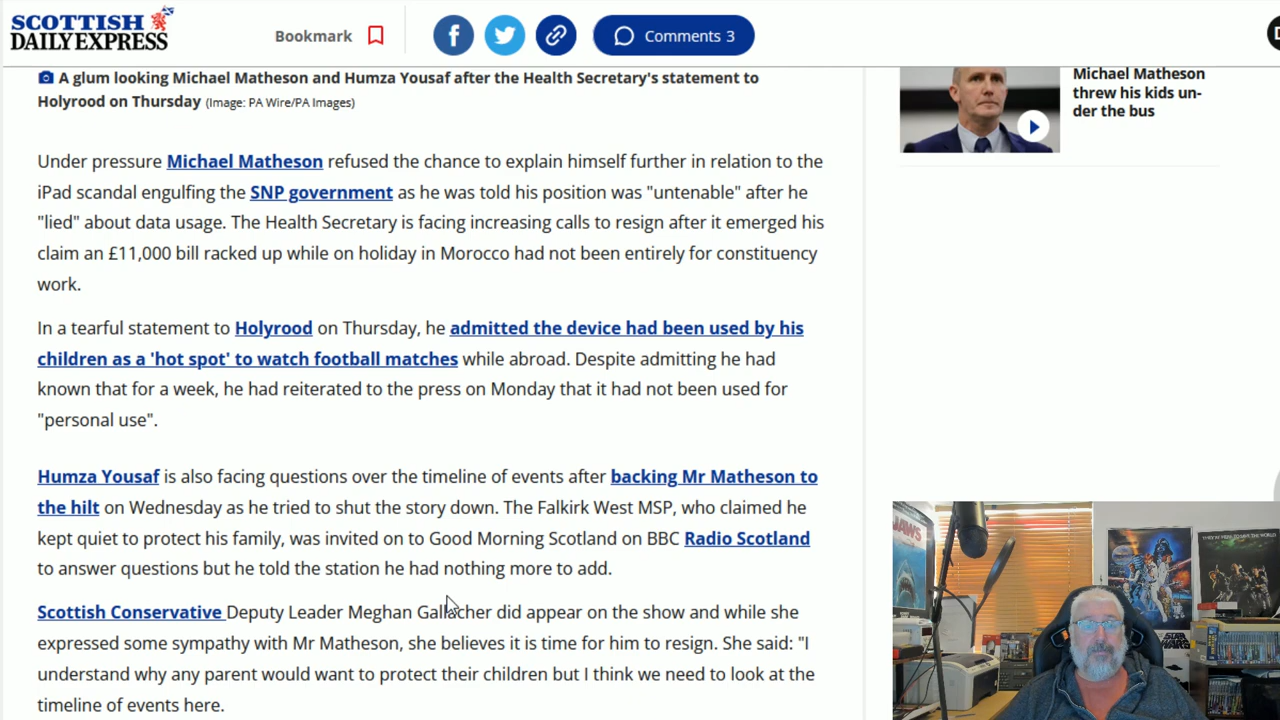 SCOTTISH
DAILY EXPRESS
Bookmark
Comments 3
A glum looking Michael Matheson and Humza Yousaf after the Health Secretary's statement to
Holyrood on Thursday (Image: PA Wire/PA Images)
Michael Matheson
threw his kids un-
der the bus
Under pressure Michael Matheson refused the chance to explain himself further in relation to the
iPad scandal engulfing the SNP government as he was told his position was "untenable" after he
"lied" about data usage. The Health Secretary is facing increasing calls to resign after it emerged his
claim an £11,000 bill racked up while on holiday in Morocco had not been entirely for constituency
work.
In a tearful statement to Holyrood on Thursday, he admitted the device had been used by his
children as a 'hot spot' to watch football matches while abroad. Despite admitting he had
known that for a week, he had reiterated to the press on Monday that it had not been used for
"personal use".
Humza Yousaf is also facing questions over the timeline of events after backing Mr Matheson to
the hilt on Wednesday as he tried to shut the story down. The Falkirk West MSP, who claimed he
kept quiet to protect his family, was invited on to Good Morning Scotland on BBC Radio Scotland
to answer questions but he told the station he had nothing more to add.
Scottish Conservative Deputy Leader Meghan Gallacher did appear on the show and while she
expressed some sympathy with Mr Matheson, she believes it is time for him to resign. She said: "I
understand why any parent would want to protect their children but I think we need to look at the
timeline of events here.
JAWS
STAR
WARS